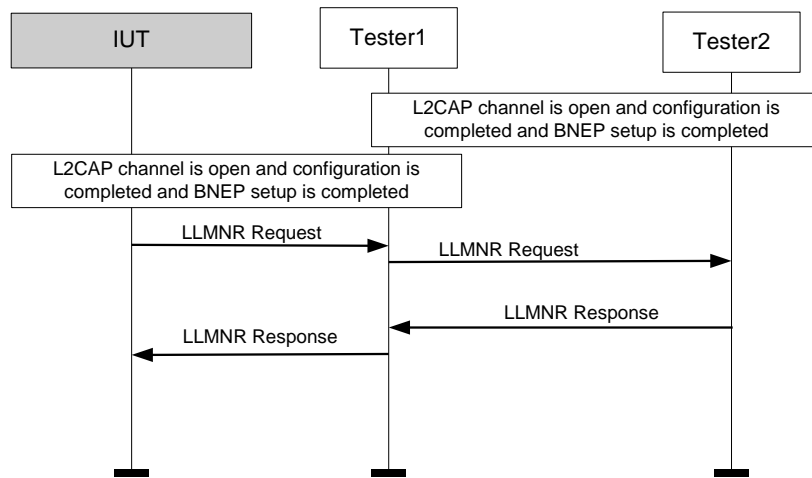 IUT
Tester1
Tester2
L2CAP channel is open and configuration is
completed and BNEP setup is completed
L2CAP channel is open and configuration is
completed and BNEP setup is completed
LLMNR Request
LLMNR Request
LLMNR Response
LLMNR Response